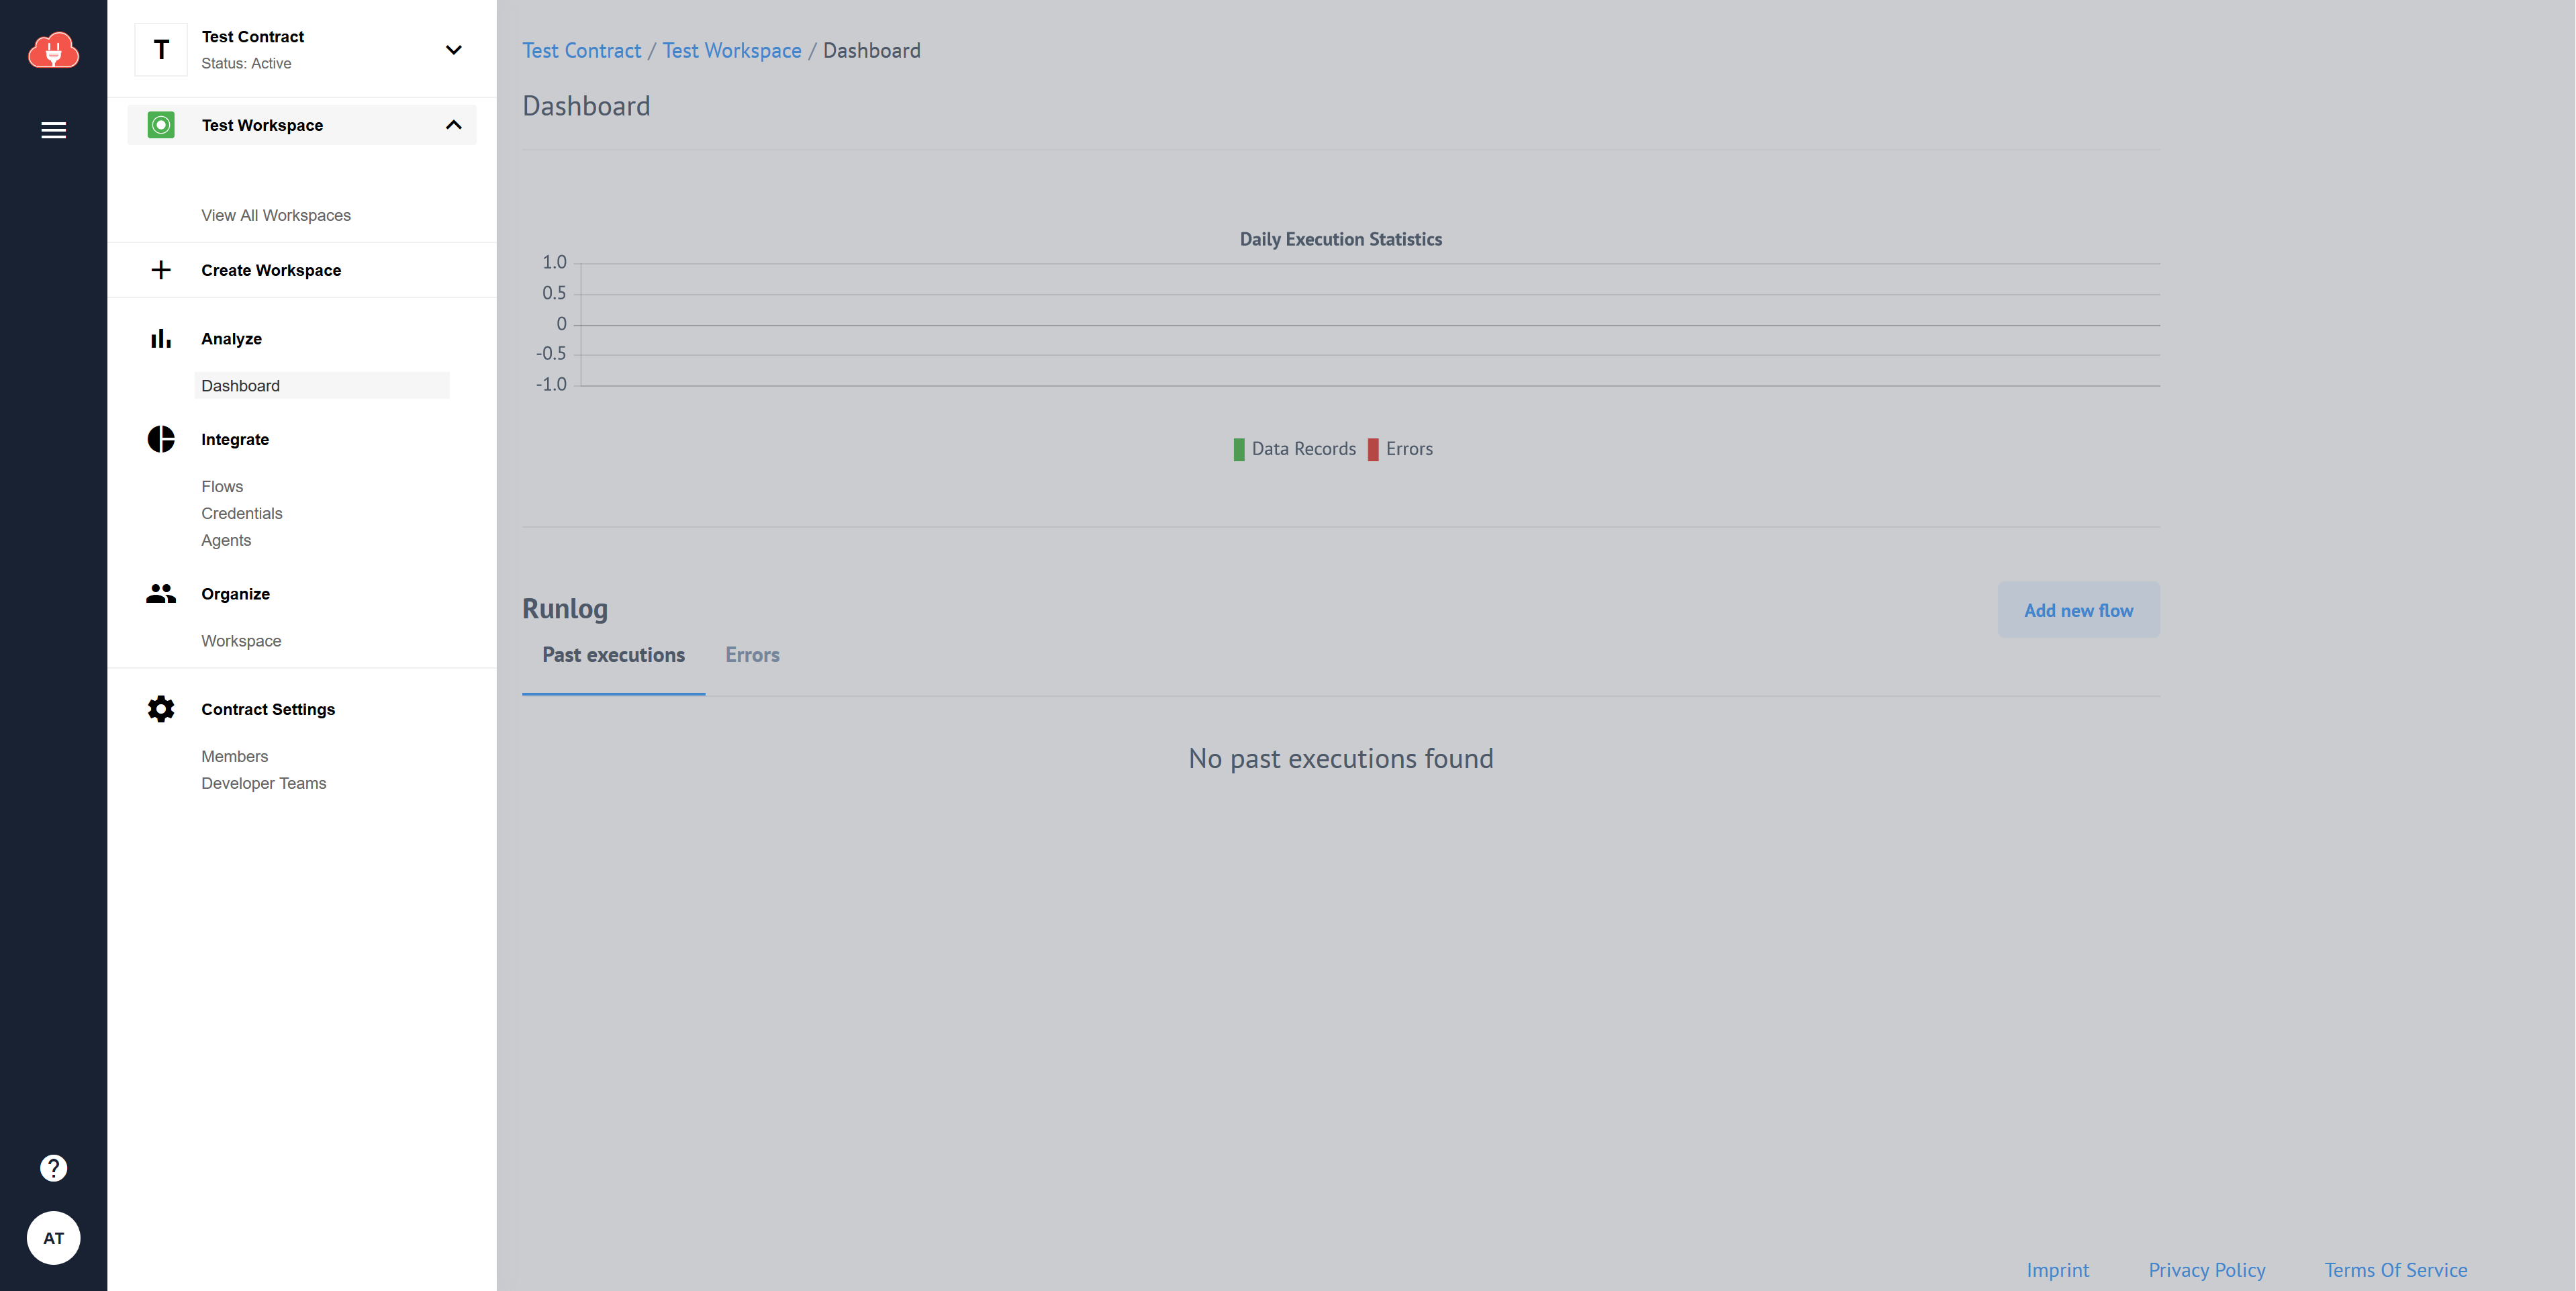 T
Test Contract
Status: Active
Test Workspace
View All Workspaces
Create Workspace
Analyze
Dashboard
Integrate
Flows
Credentials
Agents
Organize
Workspace
Contract Settings
Members
Developer Teams
?
AT
Test Contract / Test Workspace / Dashboard
Dashboard
Daily Execution Statistics
1.0
0.5
0
-0.5
-1.0
Data Records Errors
Runlog
Add new flow
Past executions Errors
No past executions found
Imprint Privacy Policy Terms Of Service